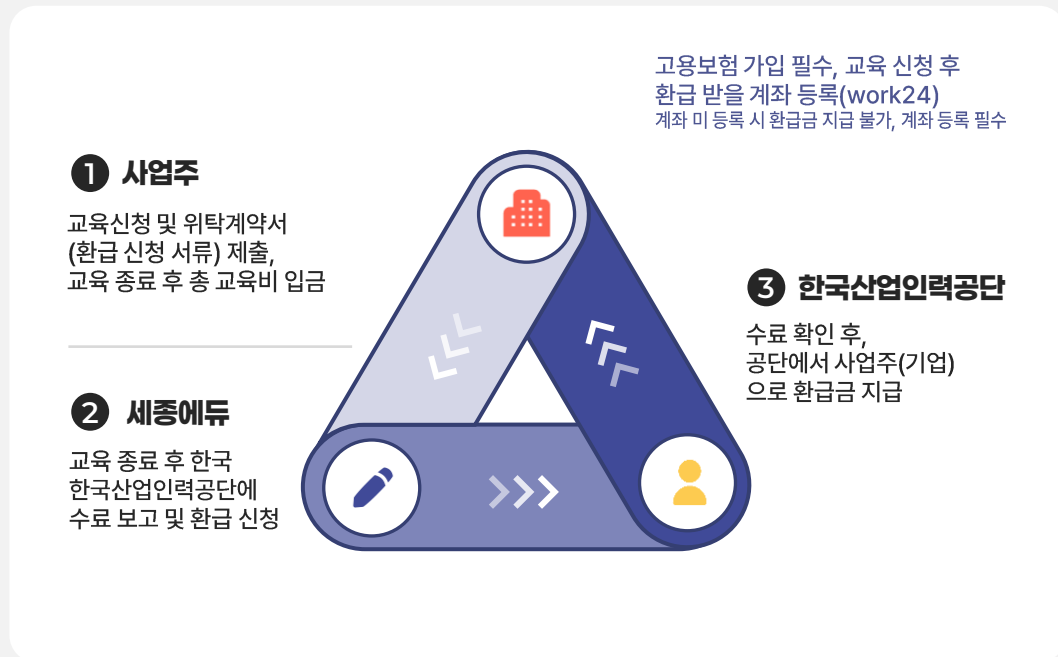 고용보험 가입 필수, 교육 신청 후
환급 받을 계좌 등록(work24)
계좌 미 등록 시 환급금 지급 불가, 계좌 등록 필수
1 사업주
교육신청 및 위탁계약서
(환급 신청 서류) 제출,
교육 종료 후 총 교육비 입금
2 세종에듀
교육 종료 후 한국
한국산업인력공단에
수료 보고 및 환급 신청
3 한국산업인력공단
수료 확인 후,
공단에서 사업주(기업)
으로 환급금 지급